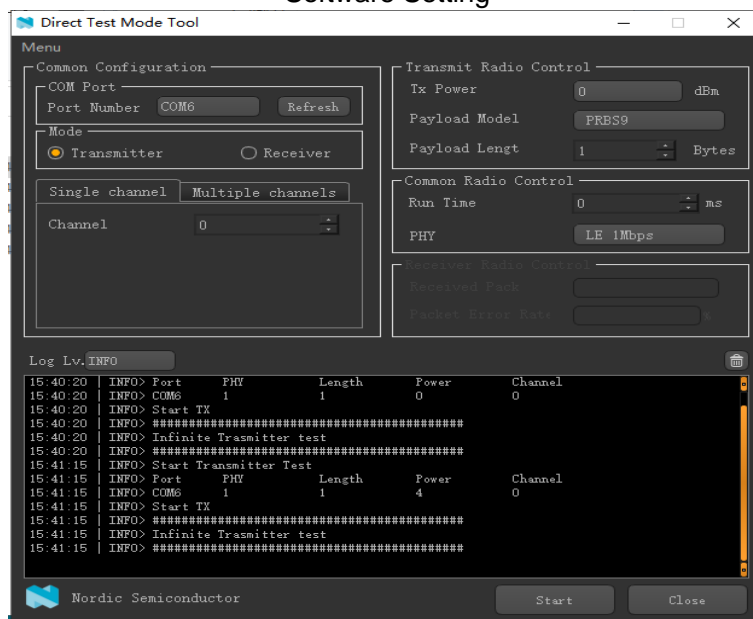 Software Setting
Direct Test Mode Tool
Menu
Common Configuration
COM Port
Port Number COM6 Refresh
Mode
Transmitter Receiver
Single channel Multiple channels
Channel 0
Transmit Radio Control
Tx Power 0 dBm
Payload Model PRBS9
Payload Lengt 1 Bytes
Common Radio Control
Run Time 0 ms
PHY LE 1Mbps
Receiver Radio Control
Received Pack
Packet Error Rate %
Log Lv. INFO
15:40:20 | INFO> Port PHY Length Power Channel
15:40:20 | INFO> COM6 1 1 0 0
15:40:20 | INFO> Start TX
15:40:20 | INFO> ########################################
15:40:20 | INFO> Infinite Trasmitter test
15:40:20 | INFO> ########################################
15:41:15 | INFO> Start Transmitter Test
15:41:15 | INFO> Port PHY Length Power Channel
15:41:15 | INFO> COM6 1 1 4 0
15:41:15 | INFO> Start TX
15:41:15 | INFO> ########################################
15:41:15 | INFO> Infinite Trasmitter test
15:41:15 | INFO> ########################################
Nordic Semiconductor Start Close